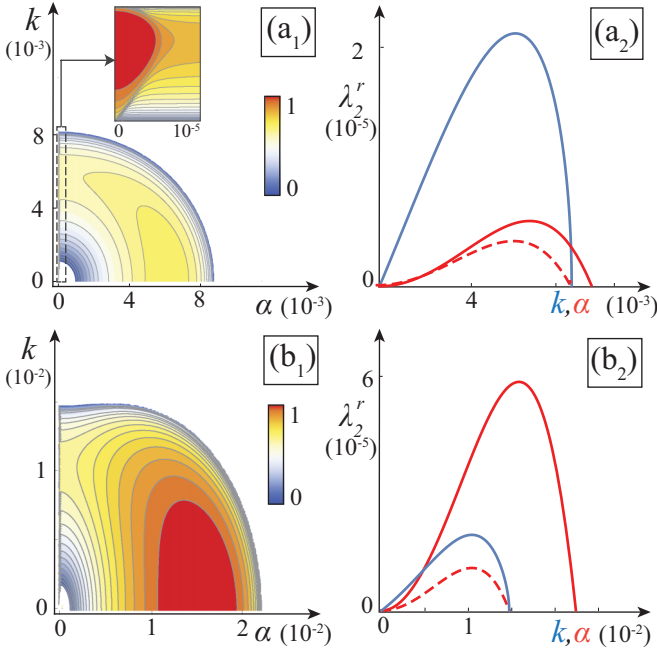 k
(10⁻³)
(a₁)
0 10⁻⁵
1
0
8
4
0
0 4 8 α (10⁻³)
(a₂)
2
λ₂ʳ
(10⁻⁵)
0
4
k,α (10⁻³)
k
(10⁻²)
(b₁)
1
0
1
0
0 1 2 α (10⁻²)
(b₂)
6
λ₂ʳ
(10⁻⁵)
0
1
k,α (10⁻²)